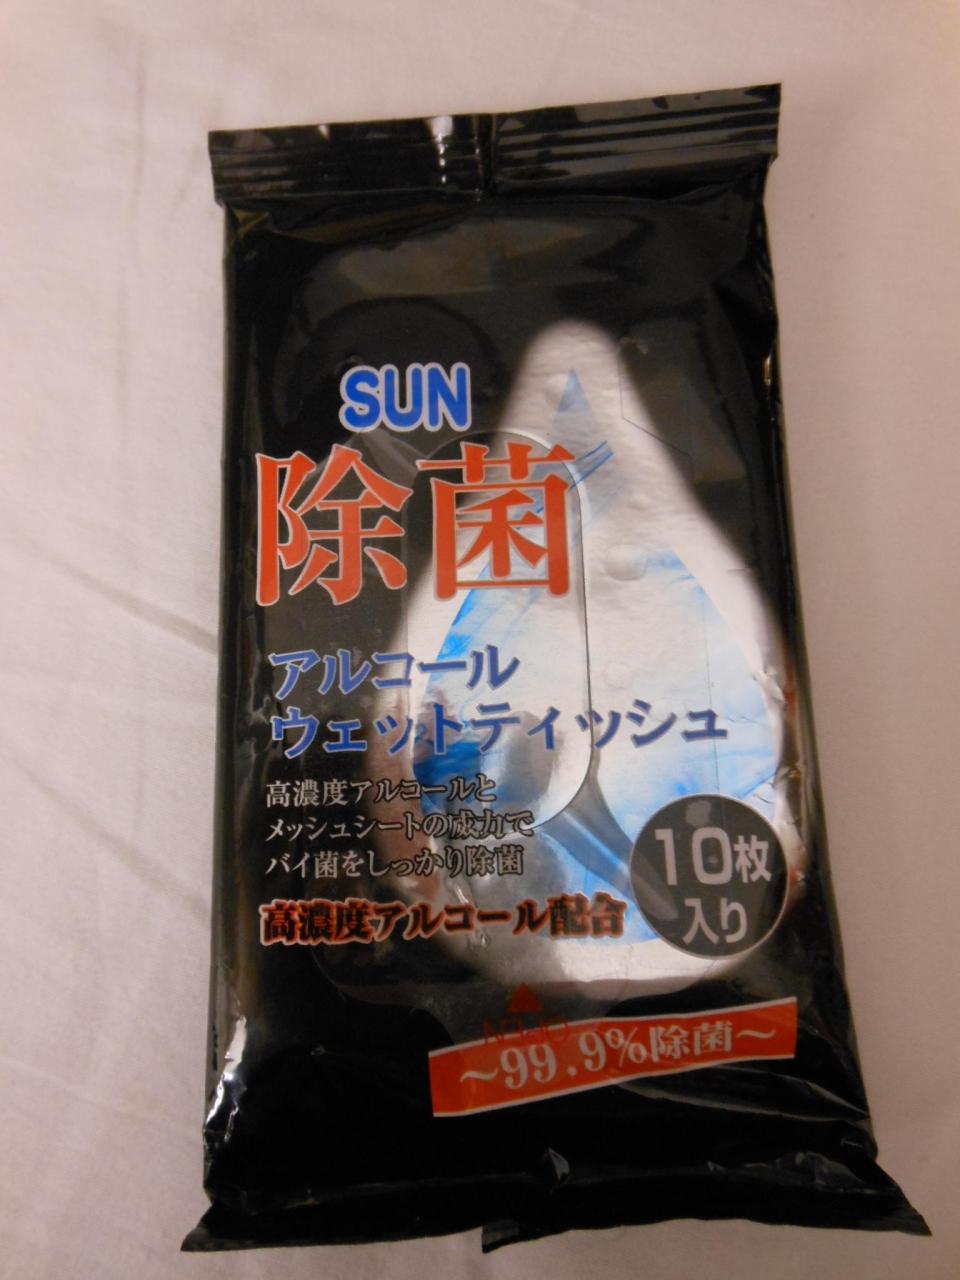 SUN
除菌
アルコール
ウェットティッシュ
高濃度アルコールと
メッシュシートの威力で
バイ菌をしっかり除菌
高濃度アルコール配合
10枚
入り
～99.9%除菌～